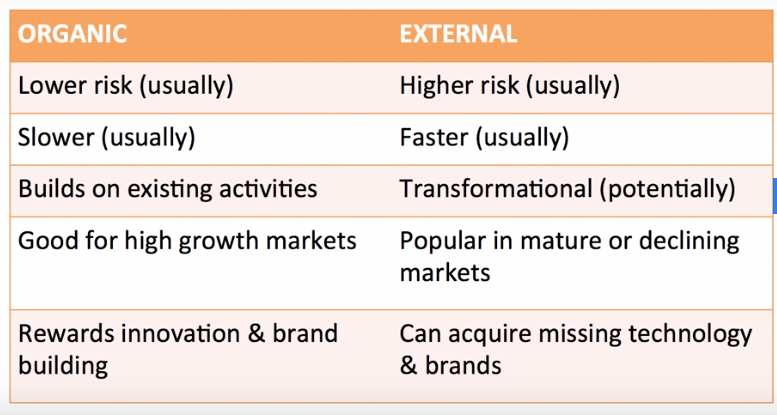 ORGANIC EXTERNAL
Lower risk (usually) Higher risk (usually)
Slower (usually) Faster (usually)
Builds on existing activities Transformational (potentially)
Good for high growth markets Popular in mature or declining
markets
Rewards innovation & brand Can acquire missing technology
building & brands